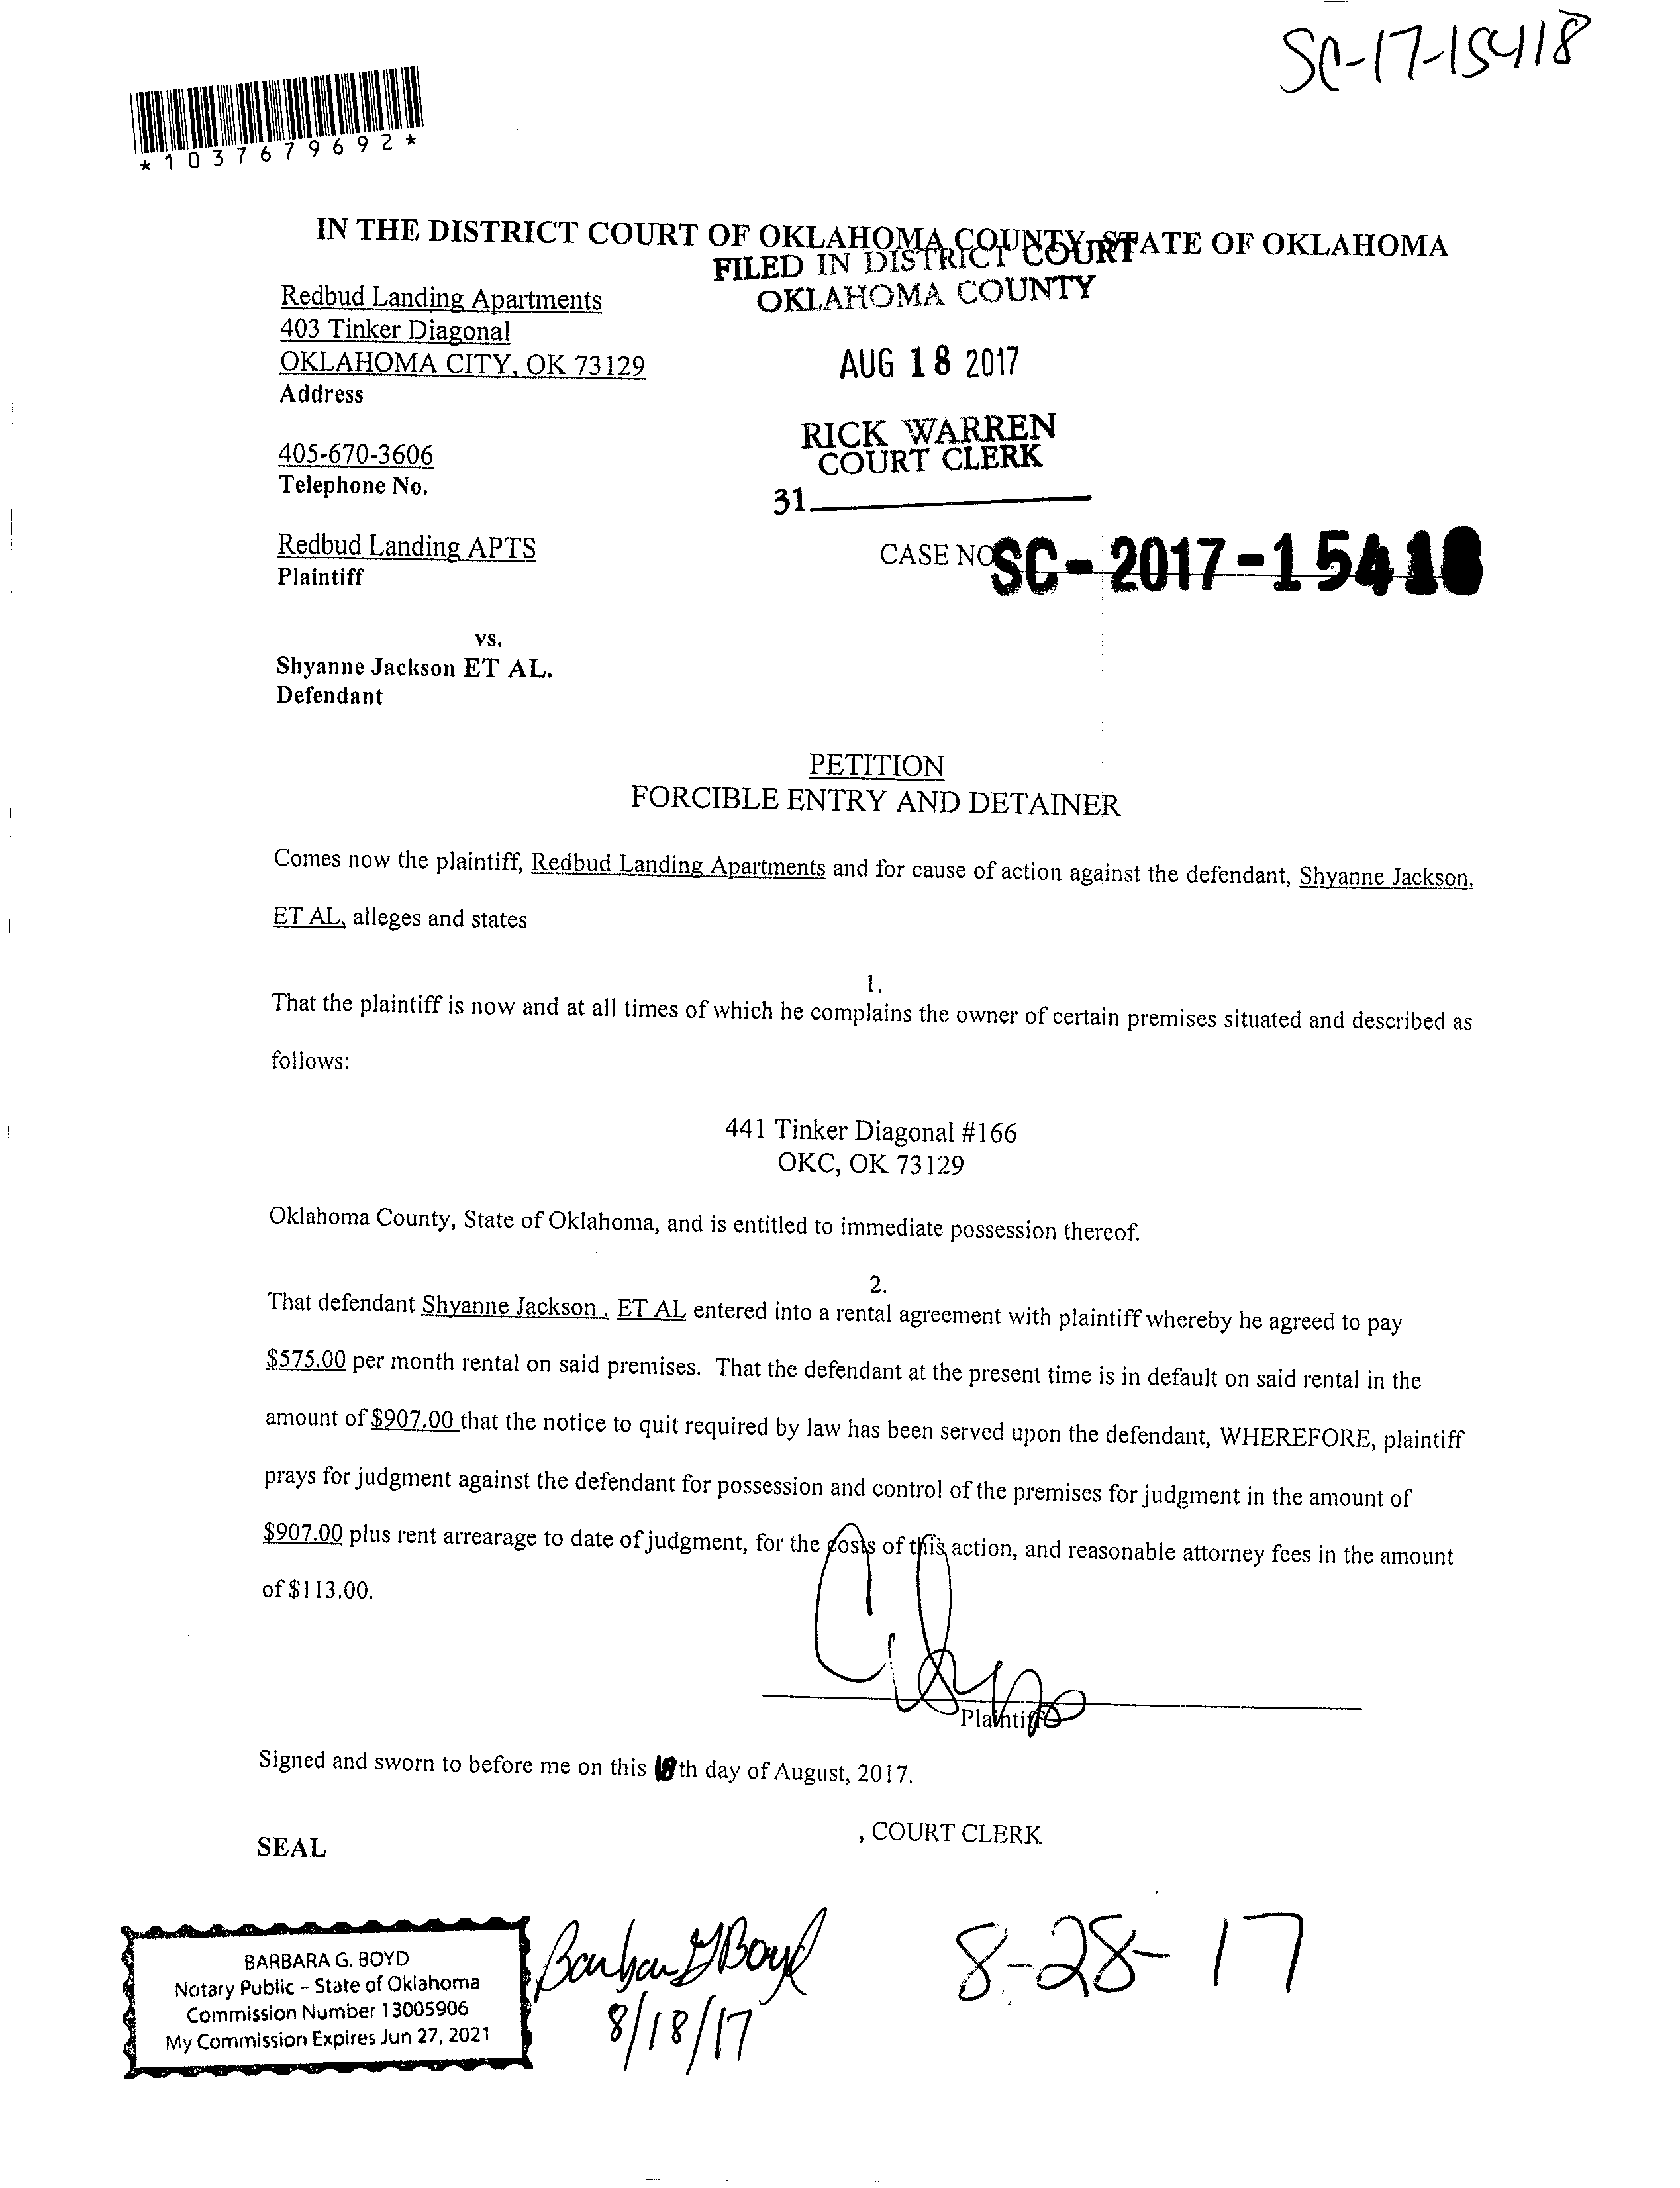 SC-17-15418
*1037679692*
IN THE DISTRICT COURT OF OKLAHOMA COUNTY, STATE OF OKLAHOMA
FILED IN DISTRICT COURT
OKLAHOMA COUNTY
Redbud Landing Apartments
403 Tinker Diagonal
OKLAHOMA CITY, OK 73129
Address
AUG 18 2017
405-670-3606
Telephone No.
RICK WARREN
COURT CLERK
31
Redbud Landing APTS
Plaintiff
CASE NO SC-2017-15418
vs.
Shyanne Jackson ET AL.
Defendant
PETITION
FORCIBLE ENTRY AND DETAINER
Comes now the plaintiff, Redbud Landing Apartments and for cause of action against the defendant, Shyanne Jackson,
ET AL, alleges and states
1.
That the plaintiff is now and at all times of which he complains the owner of certain premises situated and described as
follows:
441 Tinker Diagonal #166
OKC, OK 73129
Oklahoma County, State of Oklahoma, and is entitled to immediate possession thereof.
2.
That defendant Shyanne Jackson , ET AL entered into a rental agreement with plaintiff whereby he agreed to pay
$575.00 per month rental on said premises. That the defendant at the present time is in default on said rental in the
amount of $907.00 that the notice to quit required by law has been served upon the defendant, WHEREFORE, plaintiff
prays for judgment against the defendant for possession and control of the premises for judgment in the amount of
$907.00 plus rent arrearage to date of judgment, for the costs of this action, and reasonable attorney fees in the amount
of $113.00.
Plaintiff
Signed and sworn to before me on this 18th day of August, 2017.
, COURT CLERK
SEAL
BARBARA G. BOYD
Notary Public – State of Oklahoma
Commission Number 13005906
My Commission Expires Jun 27, 2021
Barbara G Boyd
8/18/17
8-28-17